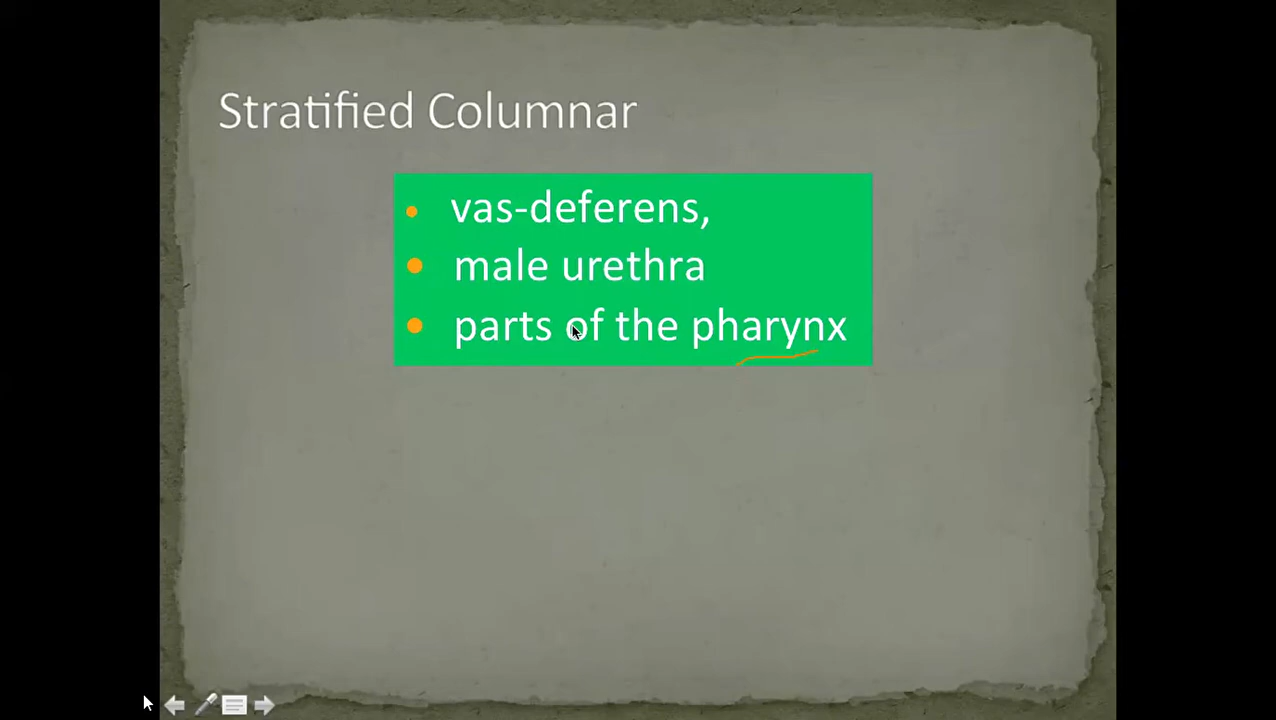 Stratified Columnar
vas-deferens,
male urethra
parts of the pharynx